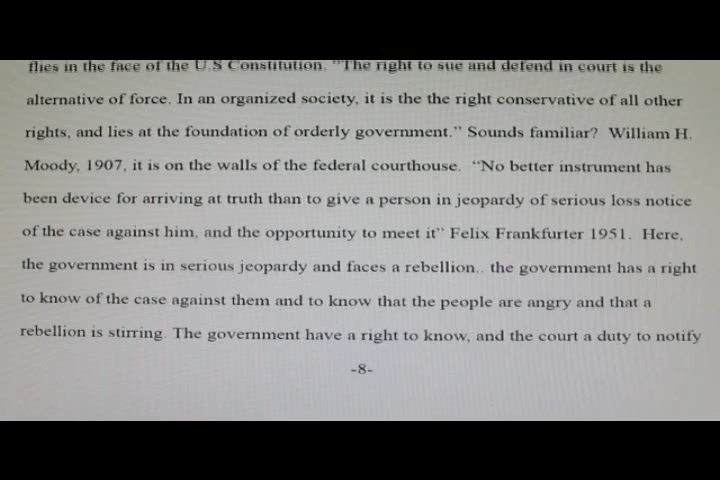 flies in the face of the U.S Constitution. "The right to sue and defend in court is the
alternative of force. In an organized society, it is the the right conservative of all other
rights, and lies at the foundation of orderly government." Sounds familiar? William H.
Moody, 1907, it is on the walls of the federal courthouse. "No better instrument has
been device for arriving at truth than to give a person in jeopardy of serious loss notice
of the case against him, and the opportunity to meet it" Felix Frankfurter 1951. Here,
the government is in serious jeopardy and faces a rebellion.. the government has a right
to know of the case against them and to know that the people are angry and that a
rebellion is stirring. The government have a right to know, and the court a duty to notify
-8-